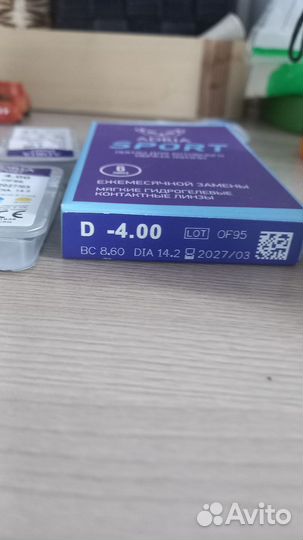 ADRIA
SPORT
6
ЕЖЕМЕСЯЧНОЙ ЗАМЕНЫ
МЯГКИЕ ГИДРОГЕЛЕВЫЕ
КОНТАКТНЫЕ ЛИНЗЫ
D -4.00 LOT OF95
BC 8.60 DIA 14.2 2027/03
4.00
Avito